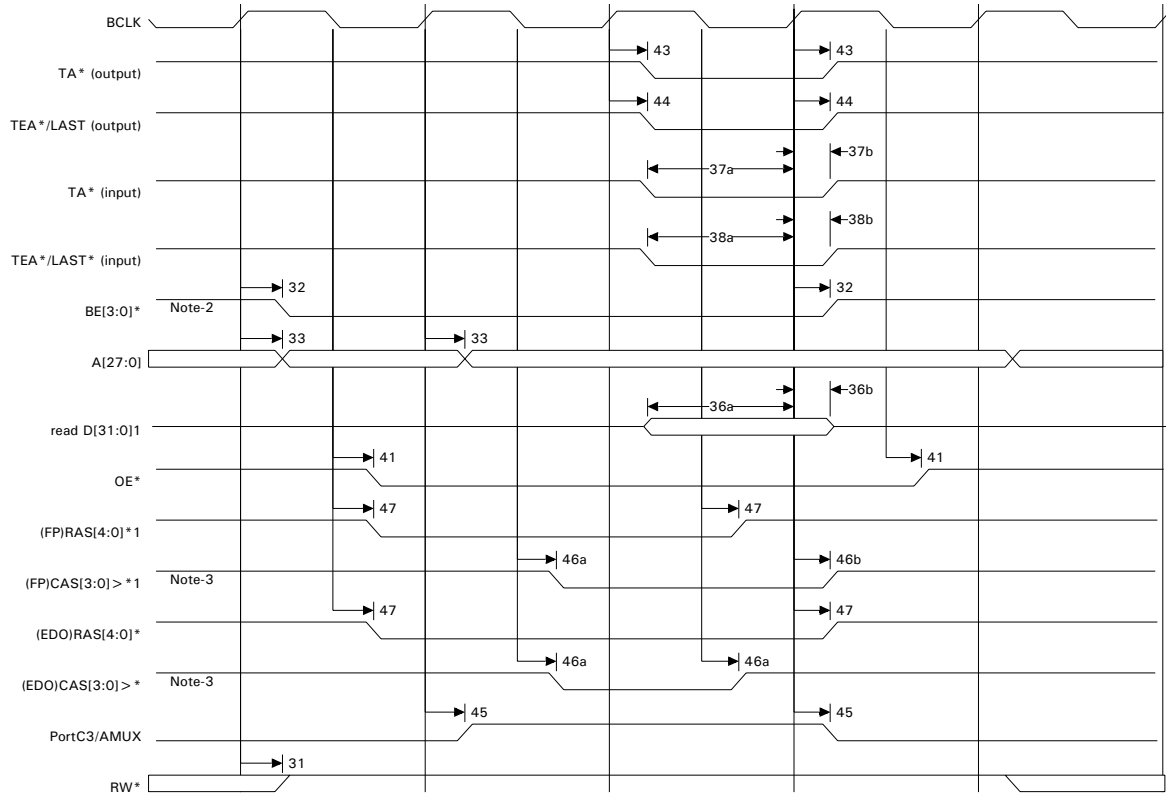 BCLK
43 43
TA* (output)
44 44
TEA*/LAST (output)
37b
37a
TA* (input)
38b
38a
TEA*/LAST* (input)
32 32
BE[3:0]* Note-2
33 33
A[27:0]
36b
36a
read D[31:0]1
41 41
OE*
47 47
(FP)RAS[4:0]*1
46a 46b
(FP)CAS[3:0]>*1 Note-3
47 47
(EDO)RAS[4:0]*
46a 46a
(EDO)CAS[3:0]>* Note-3
45 45
PortC3/AMUX
31
RW*